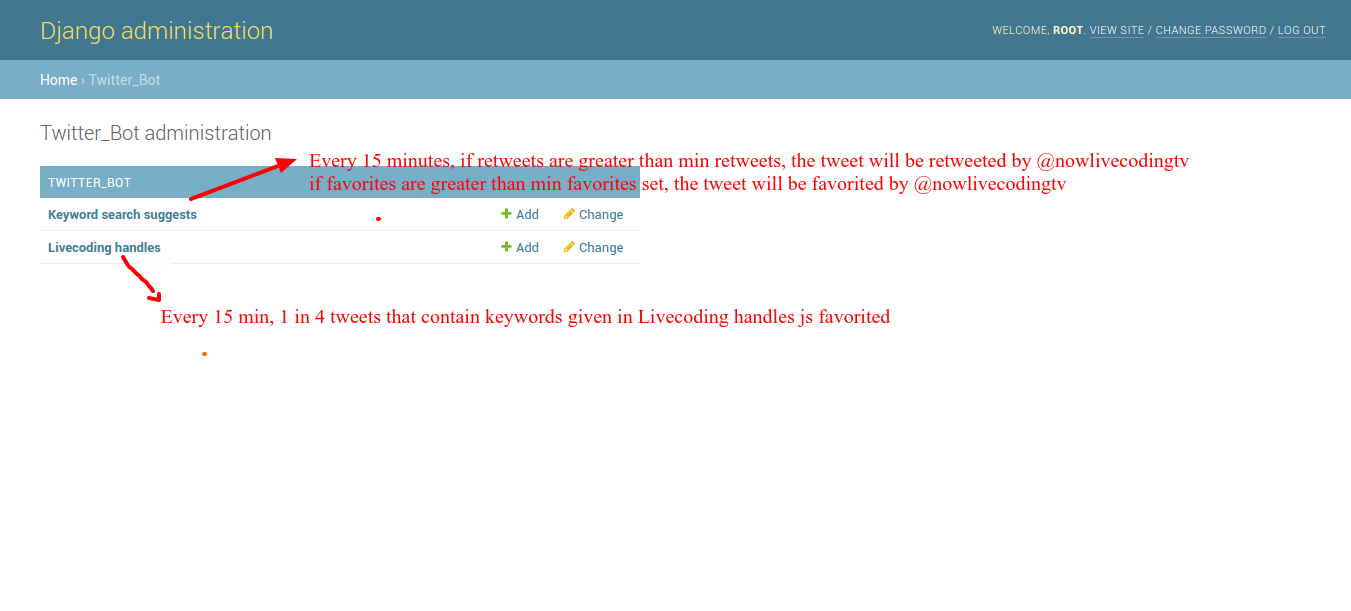 Django administration
WELCOME, ROOT. VIEW SITE / CHANGE PASSWORD / LOG OUT
Home › Twitter_Bot
Twitter_Bot administration
Every 15 minutes, if retweets are greater than min retweets, the tweet will be retweeted by @nowlivecodingtv
TWITTER_BOT
if favorites are greater than min favorites set, the tweet will be favorited by @nowlivecodingtv
Keyword search suggests Add Change
Livecoding handles Add Change
Every 15 min, 1 in 4 tweets that contain keywords given in Livecoding handles js favorited